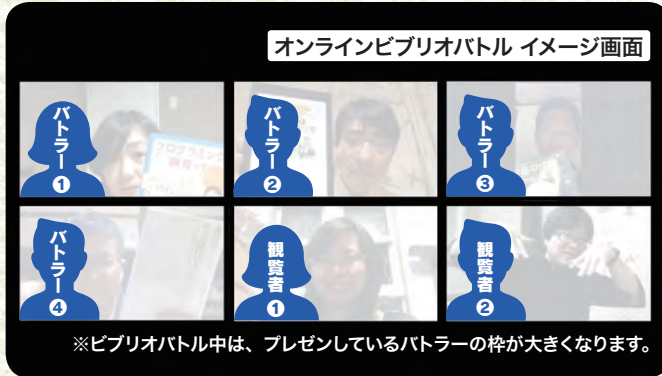 オンラインビブリオバトル イメージ画面
バトラー❶
バトラー❷
バトラー❸
バトラー❹
観覧者❶
観覧者❷
※ビブリオバトル中は、プレゼンしているバトラーの枠が大きくなります。